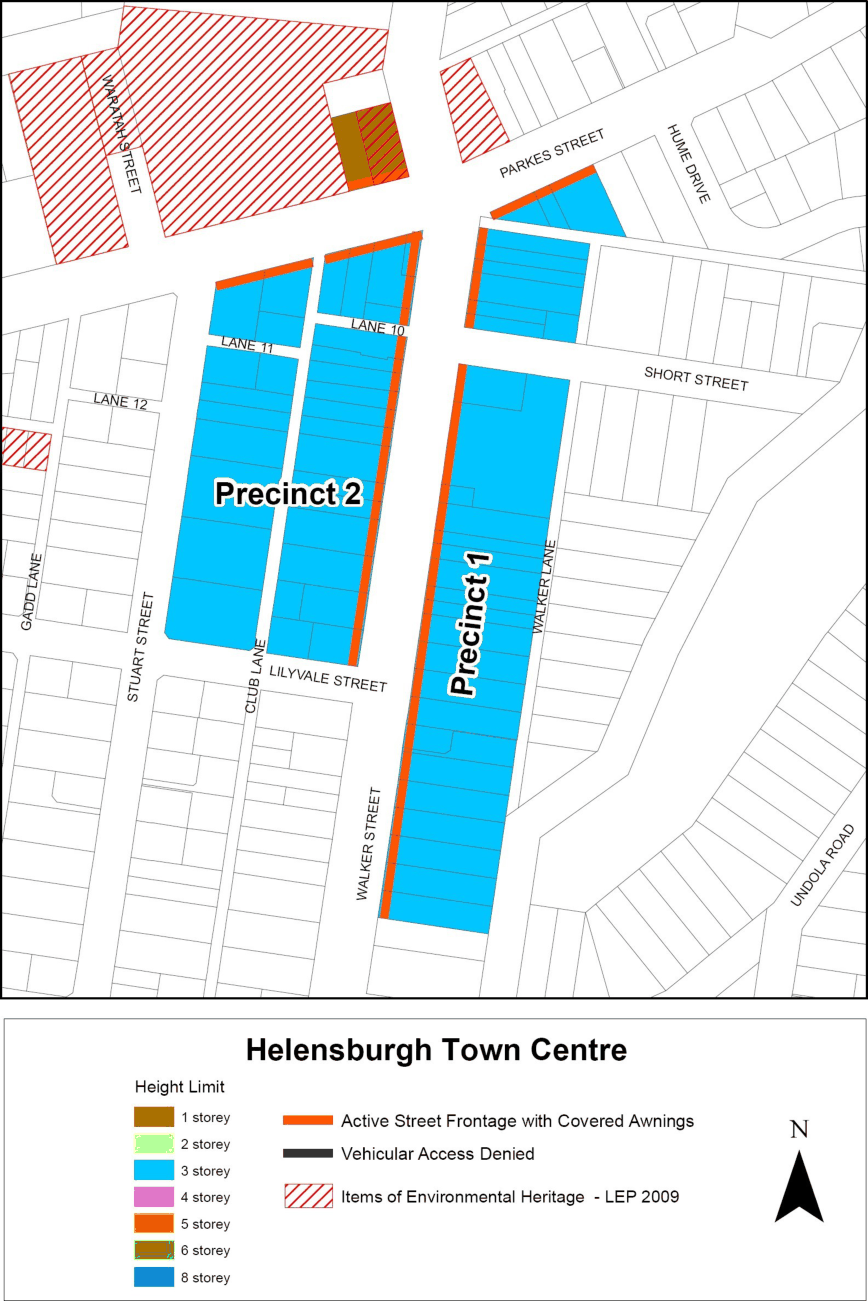 WARATAH STREET
PARKES STREET
HUME DRIVE
LANE 10
LANE 11
SHORT STREET
LANE 12
Precinct 2
Precinct 1
WALKER LANE
GADD LANE
STUART STREET
CLUB LANE
LILYVALE STREET
WALKER STREET
UNDOLA ROAD
Helensburgh Town Centre
Height Limit
1 storey
2 storey
3 storey
4 storey
5 storey
6 storey
8 storey
Active Street Frontage with Covered Awnings
Vehicular Access Denied
Items of Environmental Heritage - LEP 2009
N